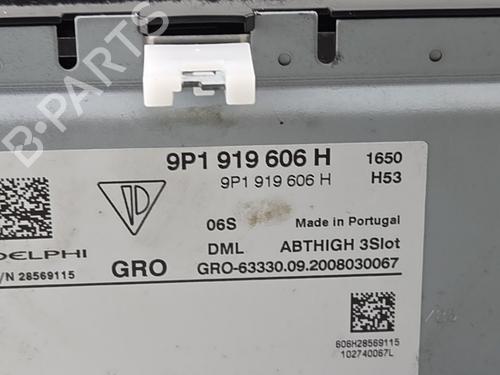 B-PARTS
9P1 919 606 H 1650
9P1 919 606 H H53
06S Made in Portugal
DELPHI DML ABTHIGH 3Slot
/N 28569115 GRO GRO-63330.09.2008030067
606H28569115
102740067L